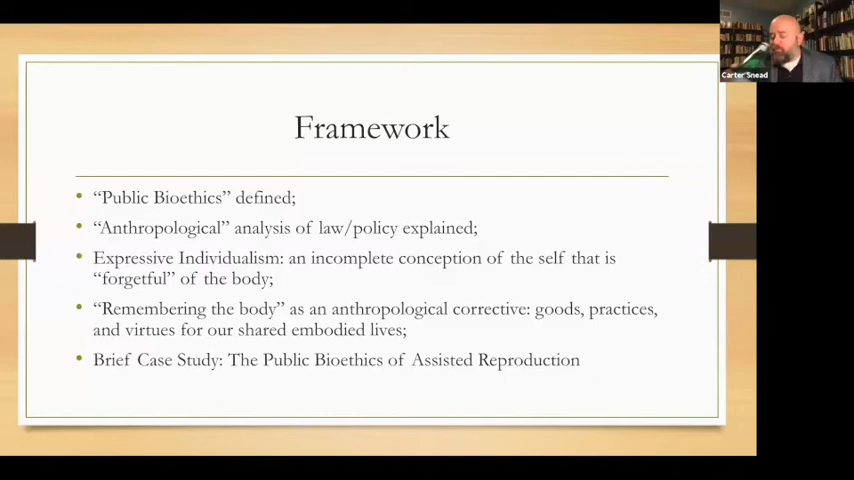 Carter Snead
Framework
• “Public Bioethics” defined;
• “Anthropological” analysis of law/policy explained;
• Expressive Individualism: an incomplete conception of the self that is
“forgetful” of the body;
• “Remembering the body” as an anthropological corrective: goods, practices,
and virtues for our shared embodied lives;
• Brief Case Study: The Public Bioethics of Assisted Reproduction